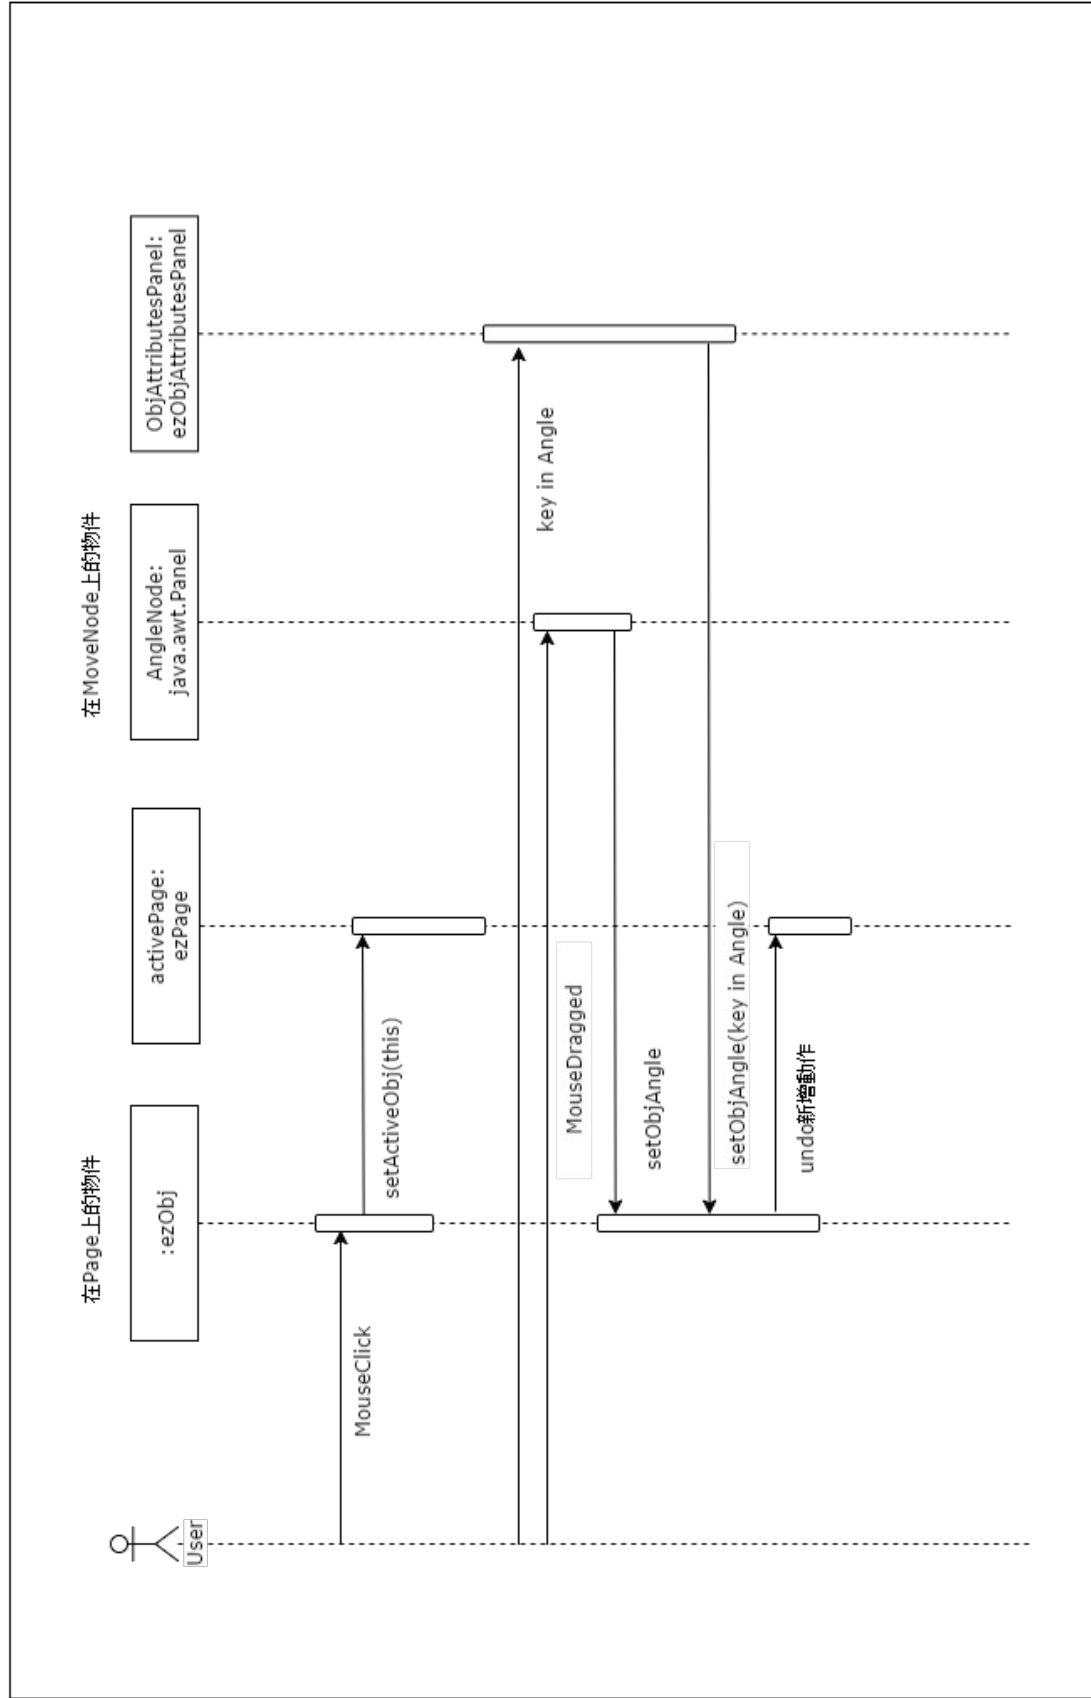 在Page上的物件
在MoveNode上的物件
User
:ezObj
activePage:
ezPage
AngleNode:
java.awt.Panel
ObjAttributesPanel:
ezObjAttributesPanel
MouseClick
setActiveObj(this)
key in Angle
MouseDragged
setObjAngle
setObjAngle(key in Angle)
undo新增動作